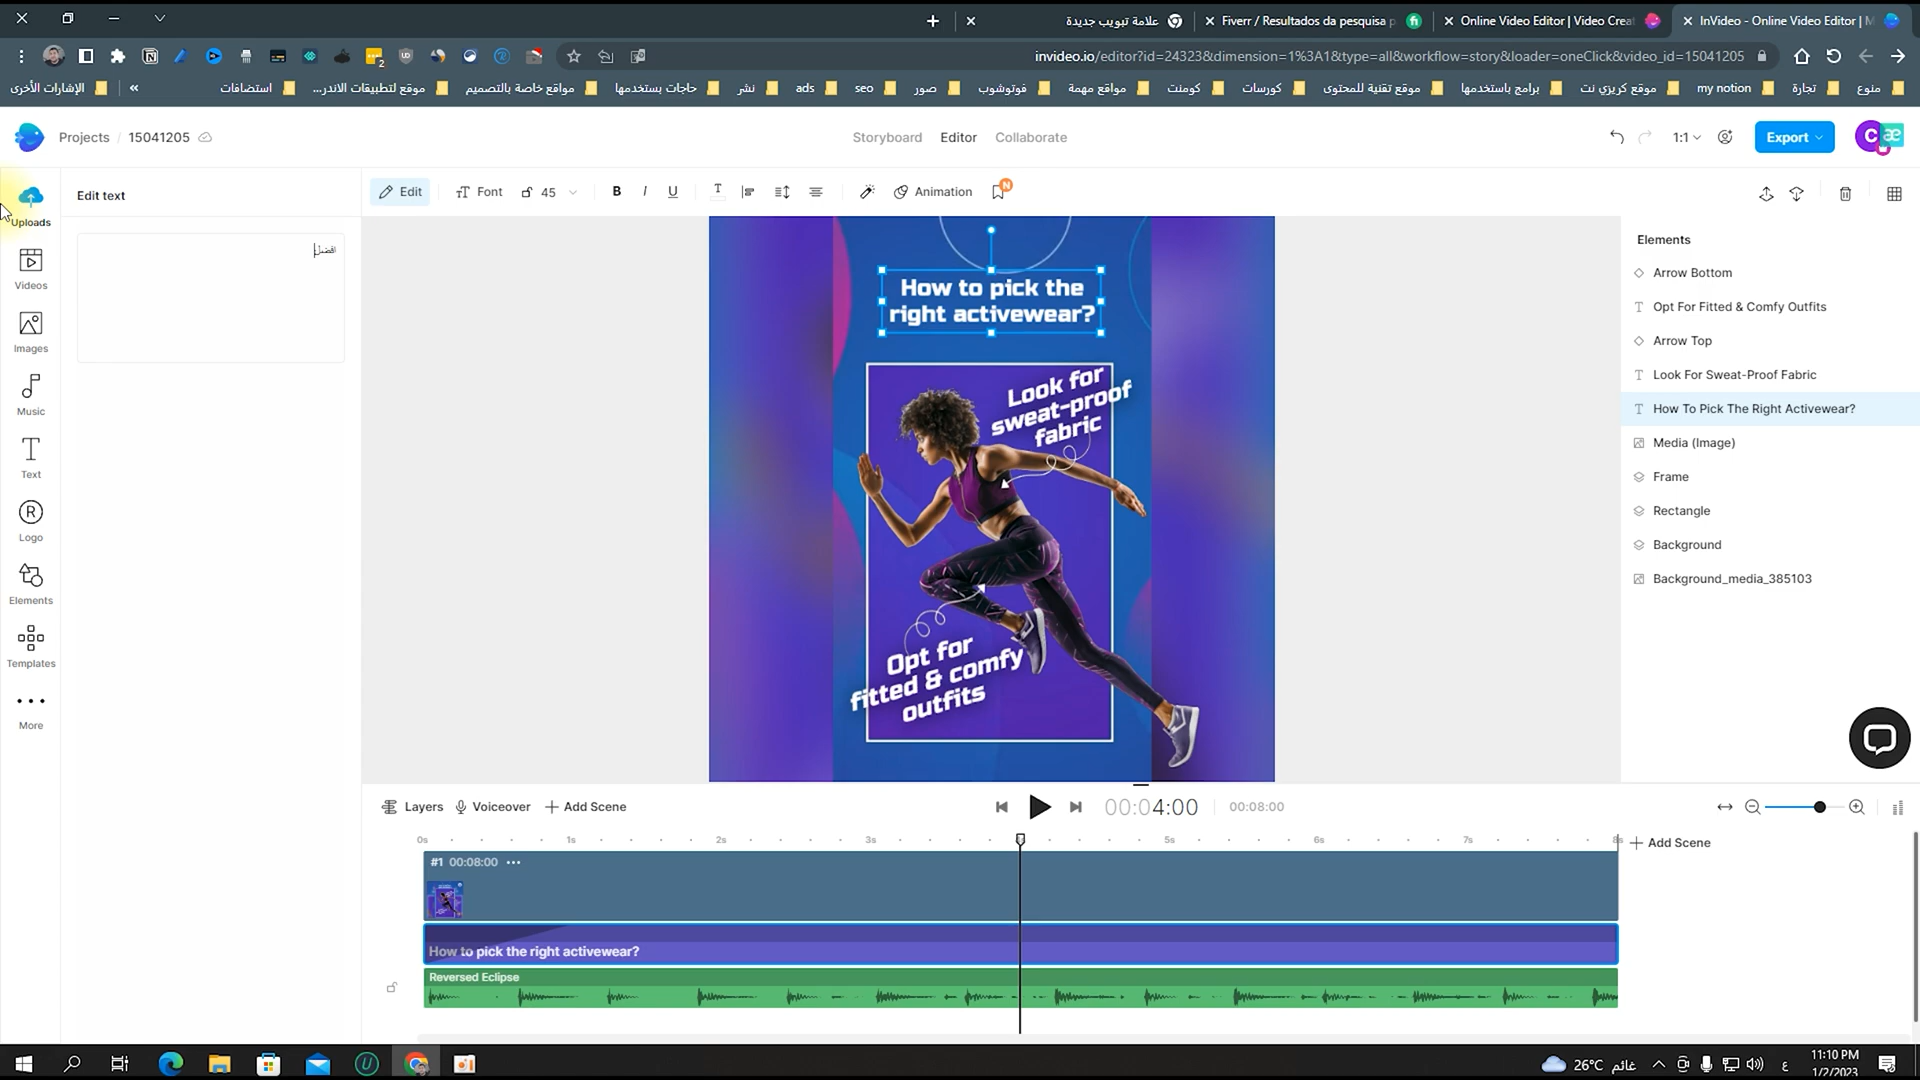 علامة تبويب جديدة
Fiverr / Resultados da pesquisa p
Online Video Editor | Video Creat
InVideo - Online Video Editor | M
invideo.io/editor?id=24323&dimension=1%3A1&type=all&workflow=story&loader=oneClick&video_id=15041205
الإشارات الأخرى
«
استضافات
موقع لتطبيقات الاندر...
مواقع خاصة بالتصميم
حاجات بستخدمها
نشر
ads
seo
صور
فوتوشوب
مواقع مهمة
كومنت
كورسات
موقع تقنية للمحتوى
برامج باستخدمها
موقع كريزي نت
my notion
تجارة
منوع
Projects / 15041205
Storyboard
Editor
Collaborate
1:1
Export
C
æ
Uploads
Videos
Images
Music
Text
Logo
Elements
Templates
More
Edit text
افضل
Edit
Font
45
B
I
U
Animation
N
How to pick the
right activewear?
Look for
sweat-proof
fabric
Opt for
fitted & comfy
outfits
Elements
Arrow Bottom
Opt For Fitted & Comfy Outfits
Arrow Top
Look For Sweat-Proof Fabric
How To Pick The Right Activewear?
Media (Image)
Frame
Rectangle
Background
Background_media_385103
Layers
Voiceover
Add Scene
00:04:00
00:08:00
0s
1s
2s
3s
5s
6s
7s
8s
Add Scene
#1 00:08:00
How to pick the right activewear?
Reversed Eclipse
26°C غائم
ع
11:10 PM
1/2/2023